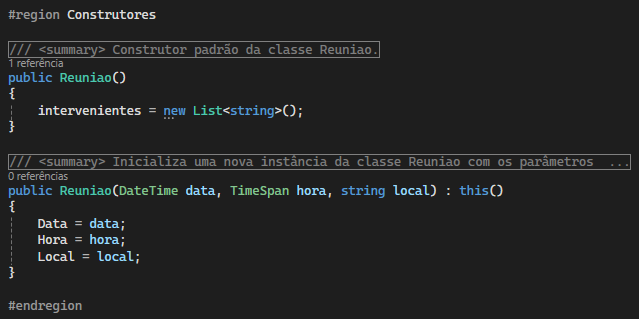 #region Construtores
/// <summary> Construtor padrão da classe Reuniao.
1 referência
public Reuniao()
{
intervenientes = new List<string>();
}
/// <summary> Inicializa uma nova instância da classe Reuniao com os parâmetros ...
0 referências
public Reuniao(DateTime data, TimeSpan hora, string local) : this()
{
Data = data;
Hora = hora;
Local = local;
}
#endregion